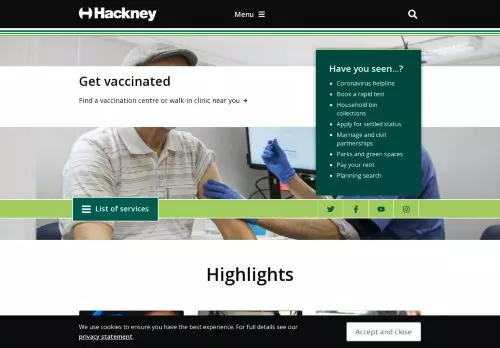 Hackney
Menu
Get vaccinated
Find a vaccination centre or walk-in clinic near you
Have you seen...?
Coronavirus helpline
Book a rapid test
Household bin
collections
Apply for settled status
Marriage and civil
partnerships
Parks and green spaces
Pay your rent
Planning search
List of services
Highlights
We use cookies to ensure you have the best experience. For full details see our
privacy statement.
Accept and close